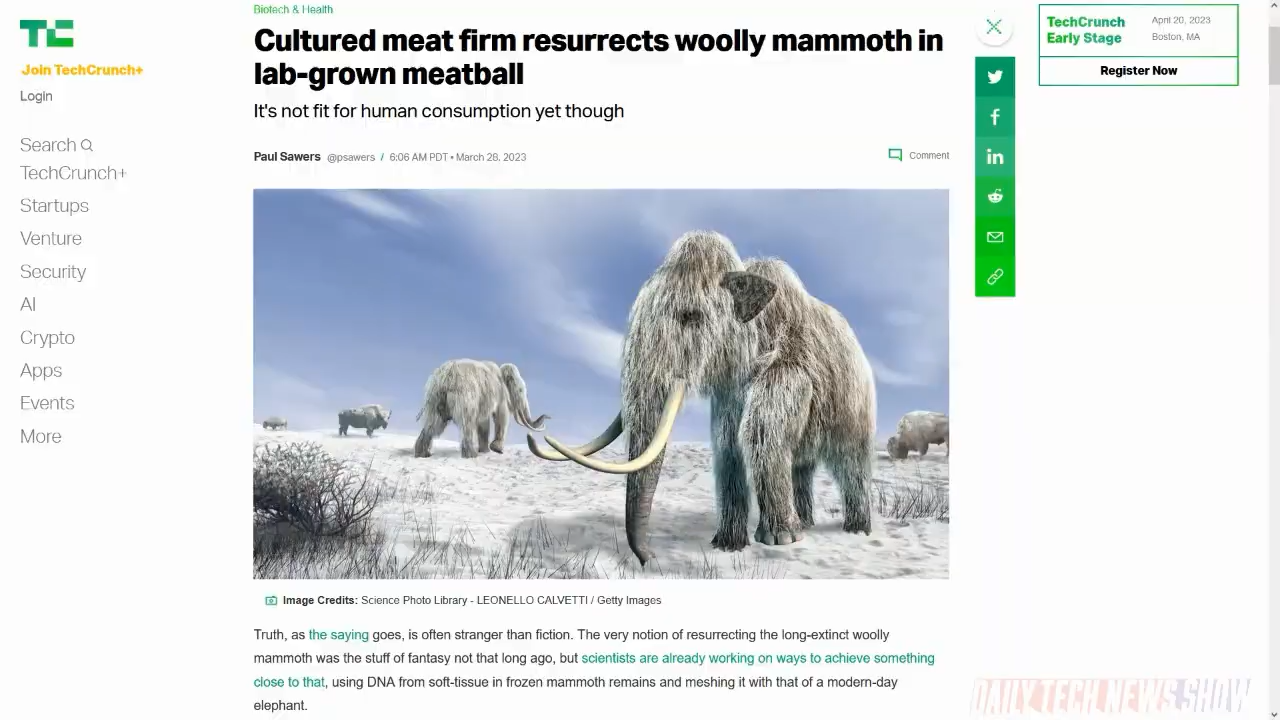 TC
Join TechCrunch+
Login
Search
TechCrunch+
Startups
Venture
Security
AI
Crypto
Apps
Events
More
Biotech & Health
Cultured meat firm resurrects woolly mammoth in
lab-grown meatball
It's not fit for human consumption yet though
Paul Sawers @psawers / 6:06 AM PDT • March 28, 2023
Comment
Image Credits: Science Photo Library - LEONELLO CALVETTI / Getty Images
Truth, as the saying goes, is often stranger than fiction. The very notion of resurrecting the long-extinct woolly
mammoth was the stuff of fantasy not that long ago, but scientists are already working on ways to achieve something
close to that, using DNA from soft-tissue in frozen mammoth remains and meshing it with that of a modern-day
elephant.
f
in
TechCrunch
Early Stage
April 20, 2023
Boston, MA
Register Now
DAILY TECH NEWS SHOW